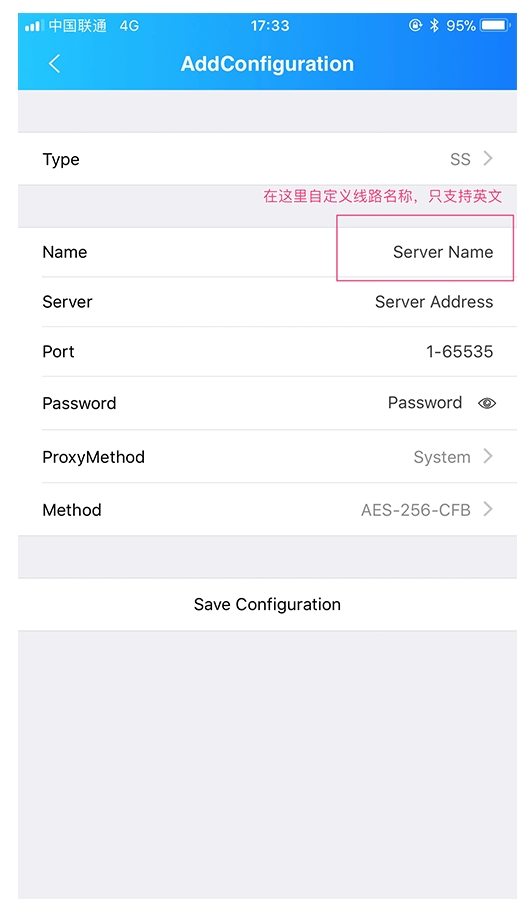 中国联通 4G 17:33 95%
AddConfiguration
Type SS
在这里自定义线路名称，只支持英文
Name Server Name
Server Server Address
Port 1-65535
Password Password
ProxyMethod System
Method AES-256-CFB
Save Configuration